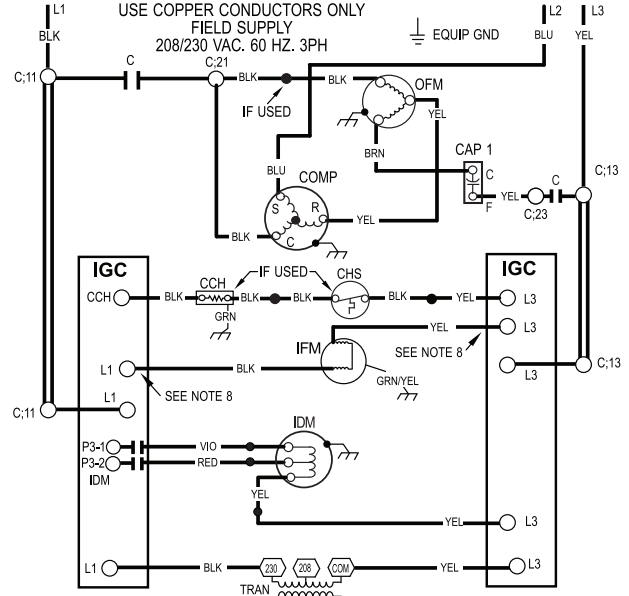 L1
USE COPPER CONDUCTORS ONLY
FIELD SUPPLY
208/230 VAC. 60 HZ. 3PH
L2
L3
BLK
EQUIP GND
BLU
YEL
C
C;21
C;11
BLK
BLK
OFM
IF USED
YEL
BRN
CAP 1
C
BLU
COMP
C;13
S
R
YEL
YEL
C
F
C;23
BLK
C
IGC
IF USED
IGC
CCH
CHS
CCH
BLK
BLK
BLK
BLK
YEL
L3
GRN
YEL
L3
IFM
SEE NOTE 8
L1
BLK
L3
C;13
GRN/YEL
SEE NOTE 8
L1
C;11
IDM
P3-1
VIO
P3-2
RED
IDM
YEL
YEL
L3
L1
BLK
230
208
COM
YEL
L3
TRAN